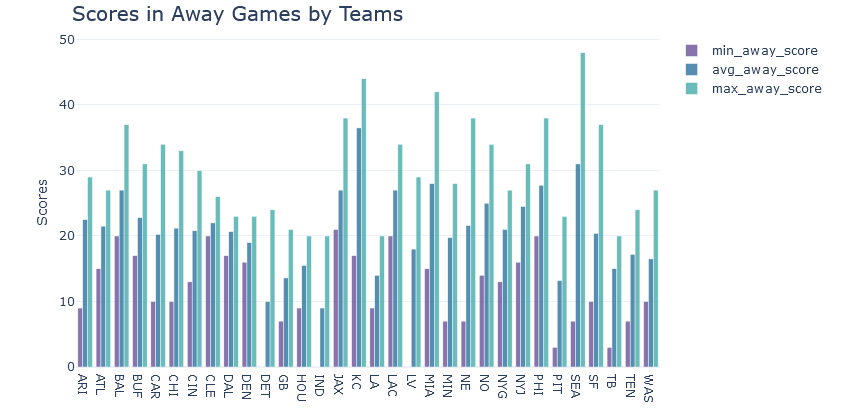 Scores in Away Games by Teams
50
40
30
20
10
0
Scores
ARI
ATL
BAL
BUF
CAR
CHI
CIN
CLE
DAL
DEN
DET
GB
HOU
IND
JAX
KC
LA
LAC
LV
MIA
MIN
NE
NO
NYG
NYJ
PHI
PIT
SEA
SF
TB
TEN
WAS
min_away_score
avg_away_score
max_away_score